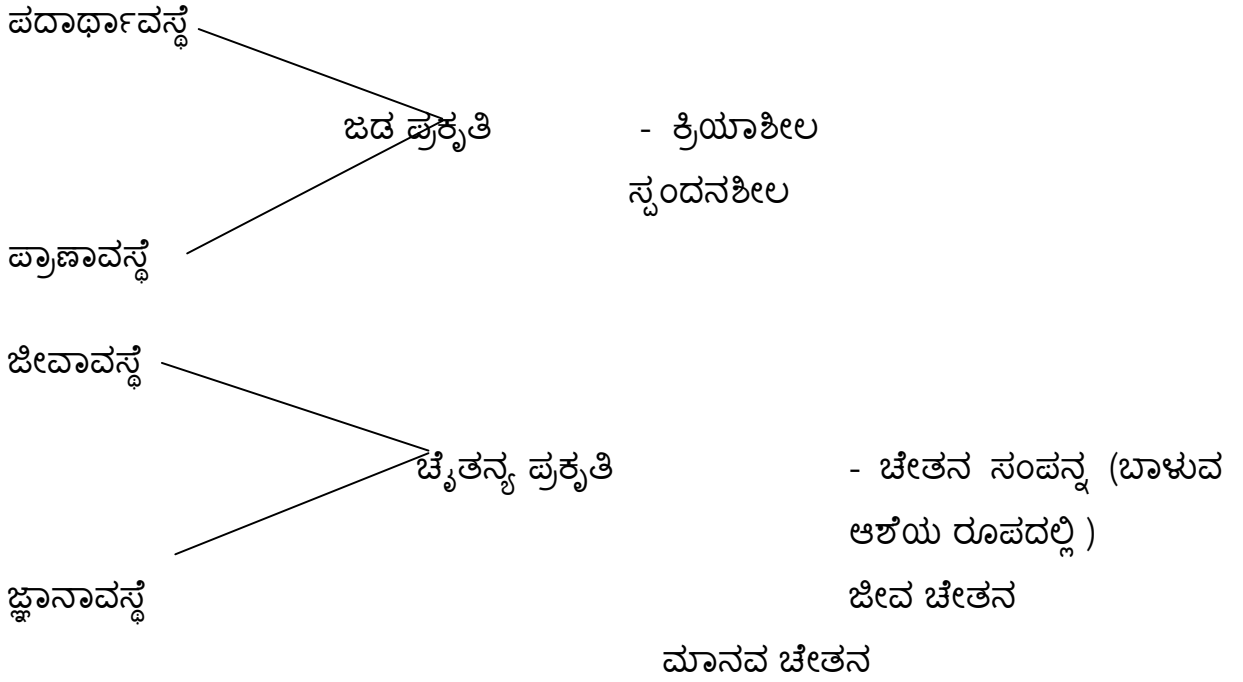 ಪದಾರ್ಥಾವಸ್ಥೆ
ಜಡ ಪ್ರಕೃತಿ - ಕ್ರಿಯಾಶೀಲ
ಸ್ಪಂದನಶೀಲ
ಪ್ರಾಣಾವಸ್ಥೆ
ಜೀವಾವಸ್ಥೆ
ಚೈತನ್ಯ ಪ್ರಕೃತಿ - ಚೇತನ ಸಂಪನ್ನ (ಬಾಳುವ
ಆಶೆಯ ರೂಪದಲ್ಲಿ )
ಜ್ಞಾನಾವಸ್ಥೆ ಜೀವ ಚೇತನ
ಮಾನವ ಚೇತನ